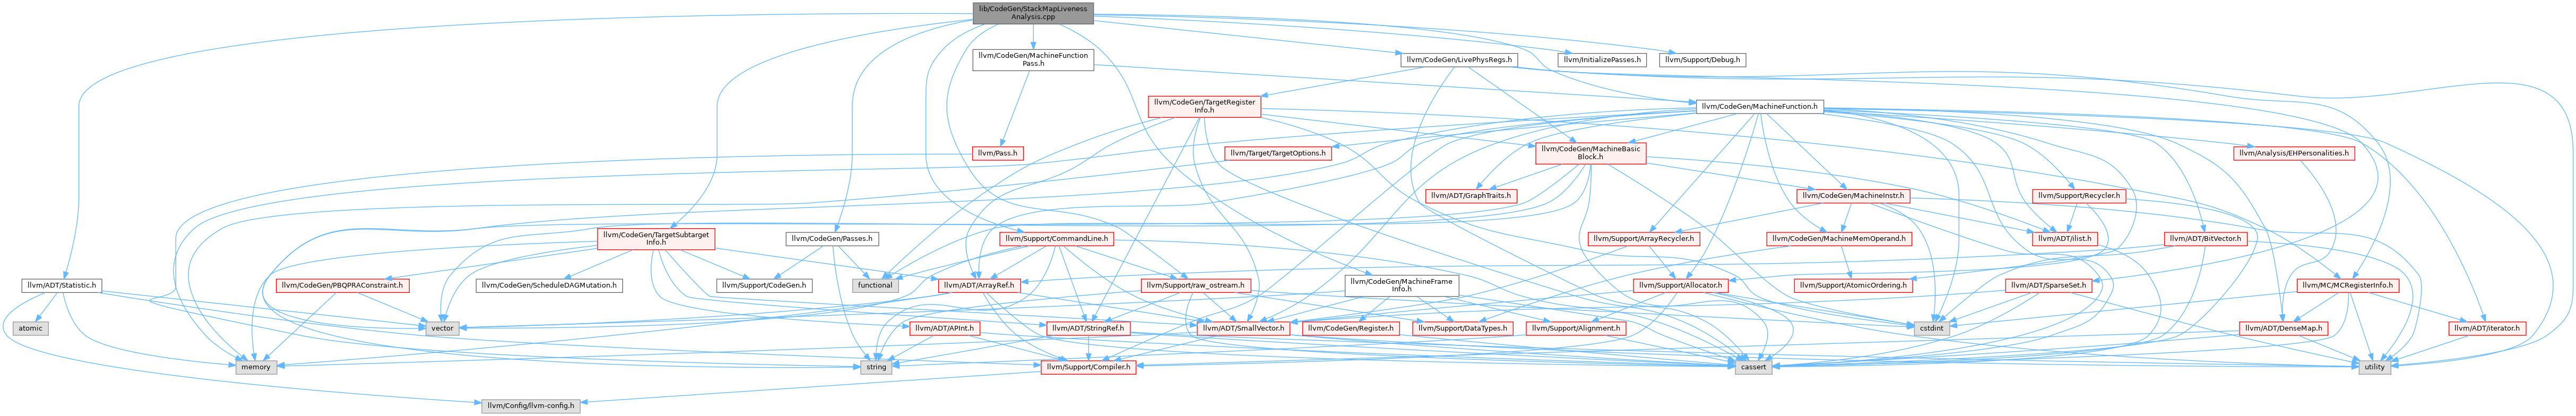 lib/CodeGen/StackMapLiveness
Analysis.cpp
llvm/CodeGen/MachineFunction
Pass.h
llvm/CodeGen/LivePhysRegs.h
llvm/InitializePasses.h
llvm/Support/Debug.h
llvm/CodeGen/TargetRegister
Info.h
llvm/CodeGen/MachineFunction.h
llvm/Pass.h
llvm/Target/TargetOptions.h
llvm/CodeGen/MachineBasic
Block.h
llvm/Analysis/EHPersonalities.h
llvm/ADT/GraphTraits.h
llvm/CodeGen/MachineInstr.h
llvm/Support/Recycler.h
llvm/CodeGen/TargetSubtarget
Info.h
llvm/CodeGen/Passes.h
llvm/Support/CommandLine.h
llvm/Support/ArrayRecycler.h
llvm/CodeGen/MachineMemOperand.h
llvm/ADT/ilist.h
llvm/ADT/BitVector.h
llvm/ADT/Statistic.h
llvm/CodeGen/PBQPRAConstraint.h
llvm/CodeGen/ScheduleDAGMutation.h
llvm/Support/CodeGen.h
functional
llvm/ADT/ArrayRef.h
llvm/Support/raw_ostream.h
llvm/CodeGen/MachineFrame
Info.h
llvm/Support/Allocator.h
llvm/Support/AtomicOrdering.h
llvm/ADT/SparseSet.h
llvm/MC/MCRegisterInfo.h
atomic
vector
llvm/ADT/APInt.h
llvm/ADT/StringRef.h
llvm/ADT/SmallVector.h
llvm/CodeGen/Register.h
llvm/Support/DataTypes.h
llvm/Support/Alignment.h
cstdint
llvm/ADT/DenseMap.h
llvm/ADT/iterator.h
memory
string
string
llvm/Support/Compiler.h
cassert
utility
llvm/Config/llvm-config.h